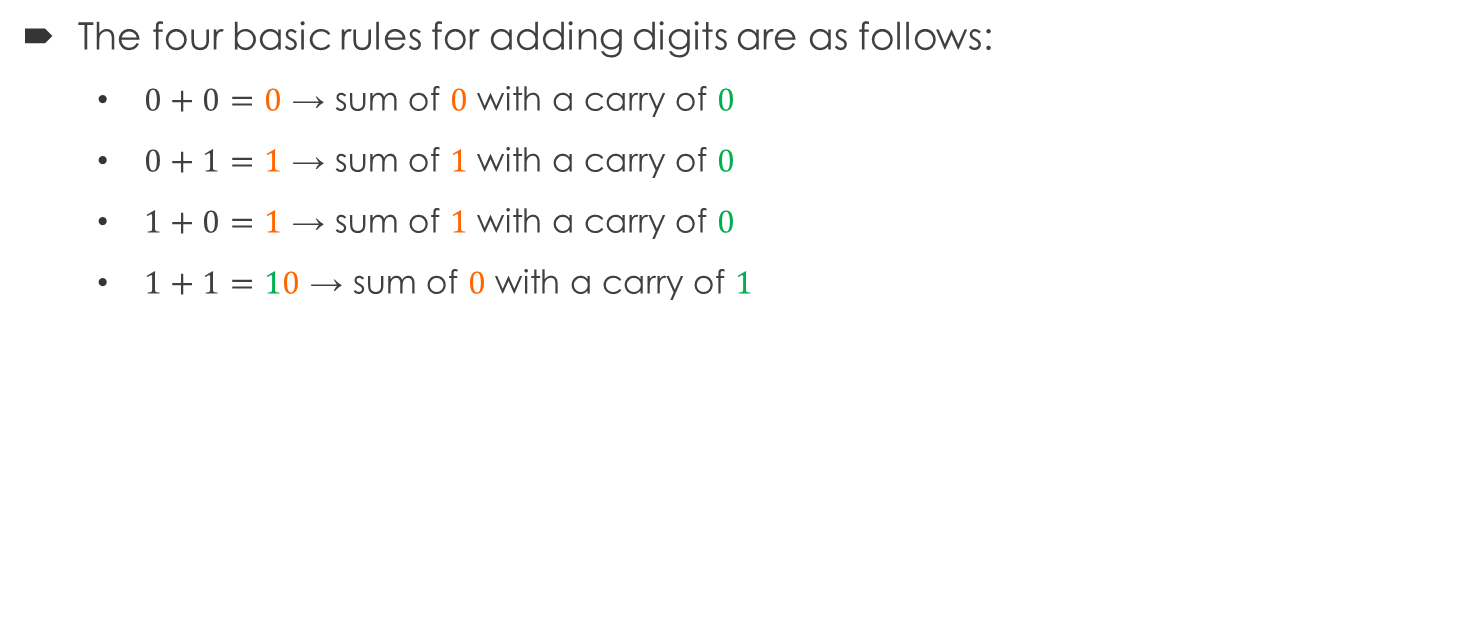 The four basic rules for adding digits are as follows:
• 0 + 0 = 0 → sum of 0 with a carry of 0
• 0 + 1 = 1 → sum of 1 with a carry of 0
• 1 + 0 = 1 → sum of 1 with a carry of 0
• 1 + 1 = 10 → sum of 0 with a carry of 1